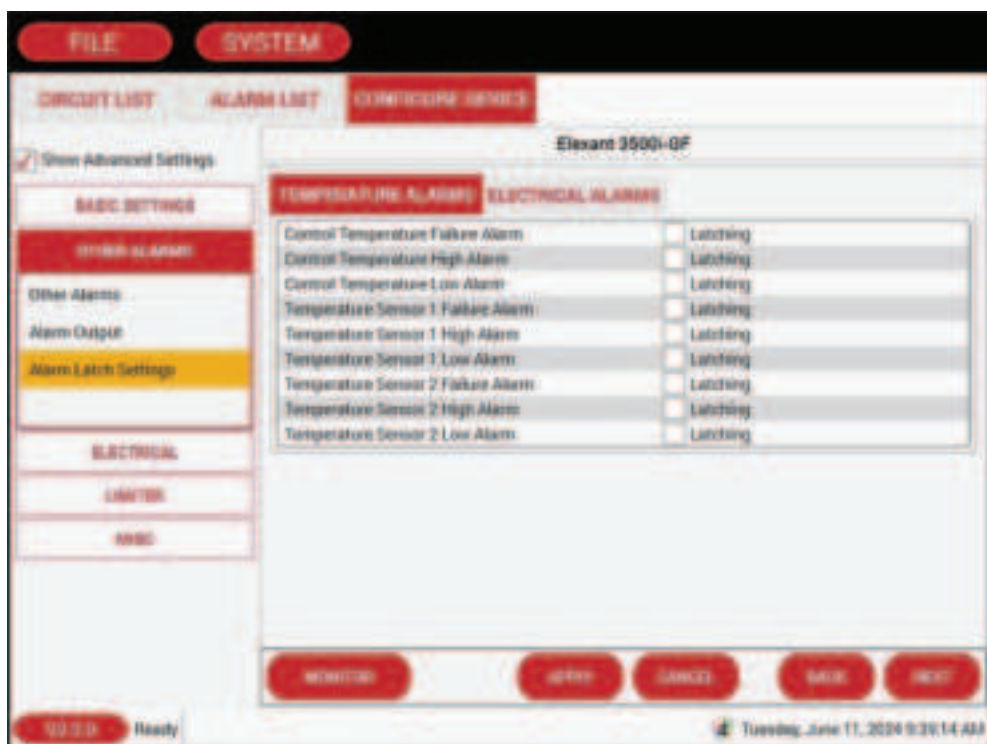 FILE SYSTEM
CIRCUIT LIST ALARM LIST CONFIGURE DEVICE
Elexant 3500i-GF
Show Advanced Settings
BASIC SETTINGS
OTHER ALARMS
Other Alarms
Alarm Output
Alarm Latch Settings
ELECTRICAL
LIMITER
MISC
TEMPERATURE ALARMS ELECTRICAL ALARMS
Control Temperature Failure Alarm Latching
Control Temperature High Alarm Latching
Control Temperature Low Alarm Latching
Temperature Sensor 1 Failure Alarm Latching
Temperature Sensor 1 High Alarm Latching
Temperature Sensor 1 Low Alarm Latching
Temperature Sensor 2 Failure Alarm Latching
Temperature Sensor 2 High Alarm Latching
Temperature Sensor 2 Low Alarm Latching
MONITOR APPLY CANCEL BACK NEXT
Ready Tuesday, June 11, 2024 9:39:14 AM